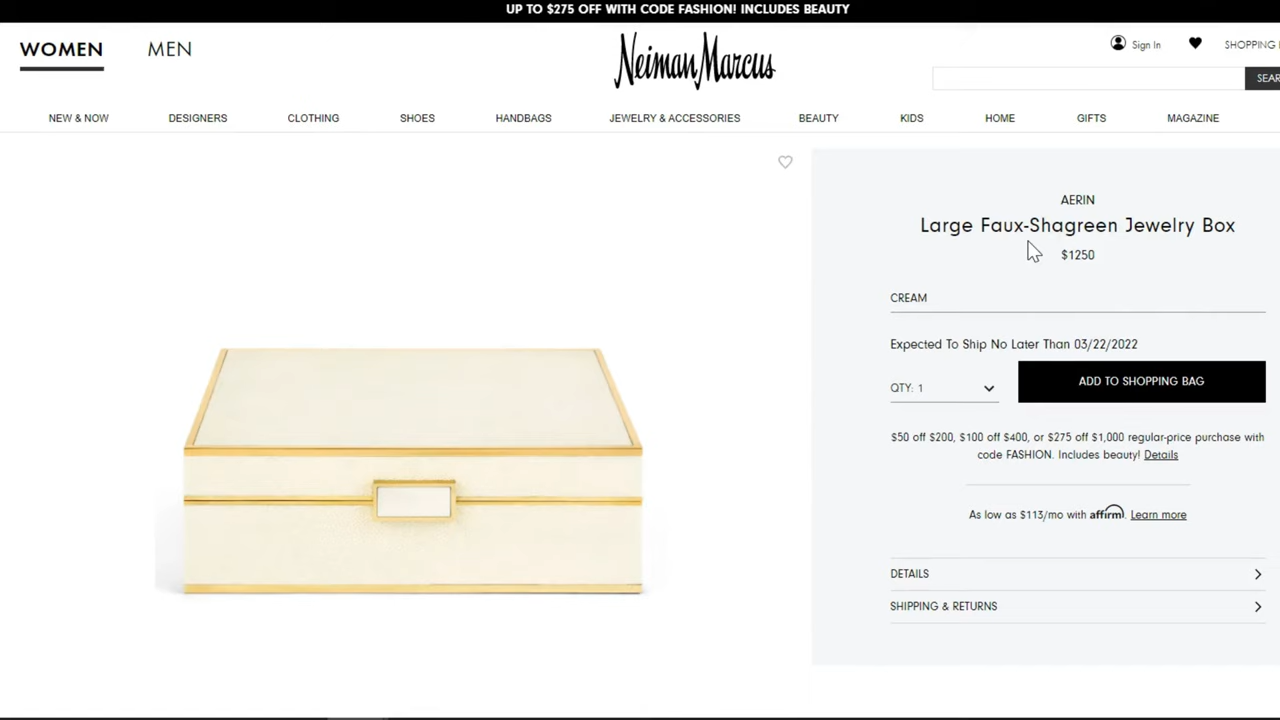 UP TO $275 OFF WITH CODE FASHION! INCLUDES BEAUTY
WOMEN MEN
Neiman Marcus
Sign In SHOPPING
NEW & NOW DESIGNERS CLOTHING SHOES HANDBAGS JEWELRY & ACCESSORIES BEAUTY KIDS HOME GIFTS MAGAZINE
AERIN
Large Faux-Shagreen Jewelry Box
$1250
CREAM
Expected To Ship No Later Than 03/22/2022
QTY: 1
ADD TO SHOPPING BAG
$50 off $200, $100 off $400, or $275 off $1,000 regular-price purchase with
code FASHION. Includes beauty! Details
As low as $113/mo with affirm. Learn more
DETAILS
SHIPPING & RETURNS